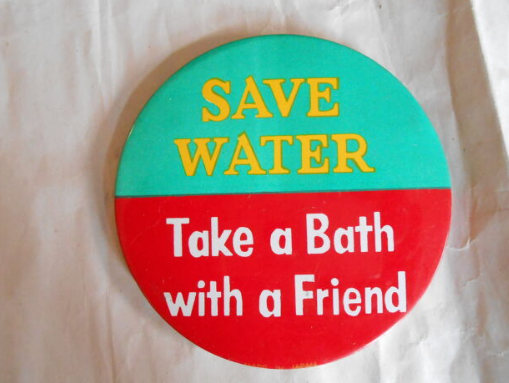 SAVE
WATER
Take a Bath
with a Friend